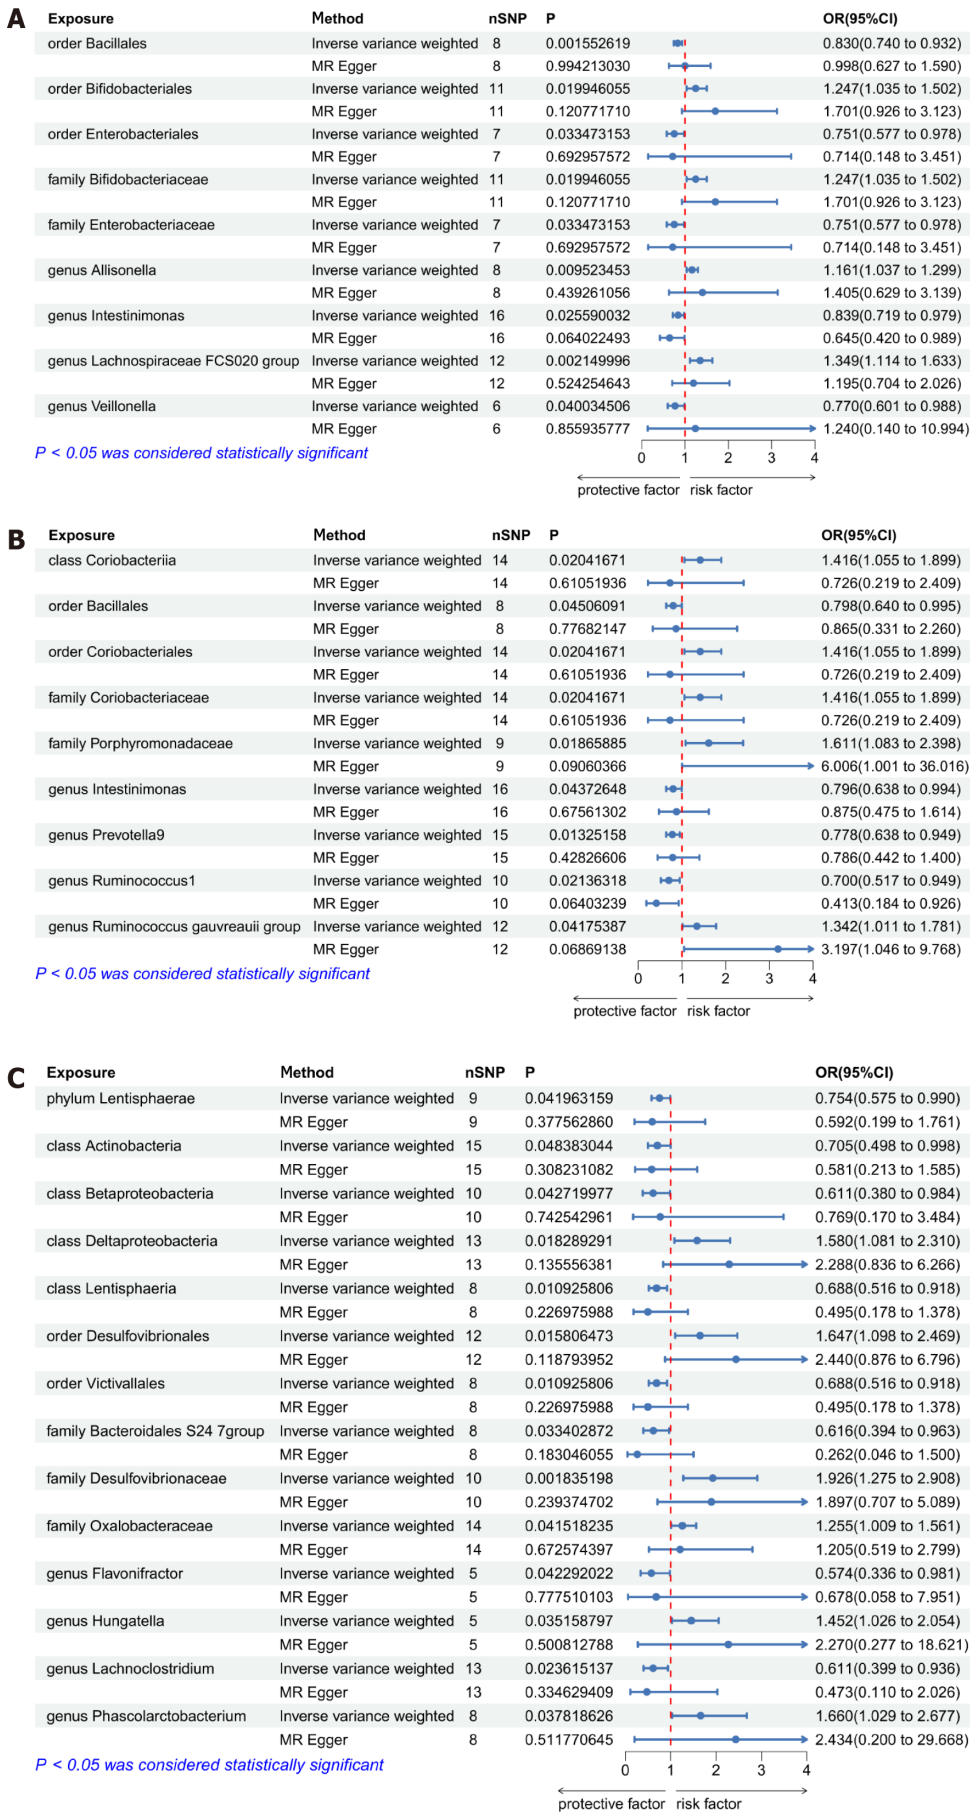 A
Exposure Method nSNP P OR(95%CI)
order Bacillales Inverse variance weighted 8 0.001552619 0.830(0.740 to 0.932)
MR Egger 8 0.994213030 0.998(0.627 to 1.590)
order Bifidobacteriales Inverse variance weighted 11 0.019946055 1.247(1.035 to 1.502)
MR Egger 11 0.120771710 1.701(0.926 to 3.123)
order Enterobacteriales Inverse variance weighted 7 0.033473153 0.751(0.577 to 0.978)
MR Egger 7 0.692957572 0.714(0.148 to 3.451)
family Bifidobacteriaceae Inverse variance weighted 11 0.019946055 1.247(1.035 to 1.502)
MR Egger 11 0.120771710 1.701(0.926 to 3.123)
family Enterobacteriaceae Inverse variance weighted 7 0.033473153 0.751(0.577 to 0.978)
MR Egger 7 0.692957572 0.714(0.148 to 3.451)
genus Allisonella Inverse variance weighted 8 0.009523453 1.161(1.037 to 1.299)
MR Egger 8 0.439261056 1.405(0.629 to 3.139)
genus Intestinimonas Inverse variance weighted 16 0.025590032 0.839(0.719 to 0.979)
MR Egger 16 0.064022493 0.645(0.420 to 0.989)
genus Lachnospiraceae FCS020 group Inverse variance weighted 12 0.002149996 1.349(1.114 to 1.633)
MR Egger 12 0.524254643 1.195(0.704 to 2.026)
genus Veillonella Inverse variance weighted 6 0.040034506 0.770(0.601 to 0.988)
MR Egger 6 0.855935777 1.240(0.140 to 10.994)
P < 0.05 was considered statistically significant
0 1 2 3 4
protective factor risk factor
B
Exposure Method nSNP P OR(95%CI)
class Coriobacteriia Inverse variance weighted 14 0.02041671 1.416(1.055 to 1.899)
MR Egger 14 0.61051936 0.726(0.219 to 2.409)
order Bacillales Inverse variance weighted 8 0.04506091 0.798(0.640 to 0.995)
MR Egger 8 0.77682147 0.865(0.331 to 2.260)
order Coriobacteriales Inverse variance weighted 14 0.02041671 1.416(1.055 to 1.899)
MR Egger 14 0.61051936 0.726(0.219 to 2.409)
family Coriobacteriaceae Inverse variance weighted 14 0.02041671 1.416(1.055 to 1.899)
MR Egger 14 0.61051936 0.726(0.219 to 2.409)
family Porphyromonadaceae Inverse variance weighted 9 0.01865885 1.611(1.083 to 2.398)
MR Egger 9 0.09060366 6.006(1.001 to 36.016)
genus Intestinimonas Inverse variance weighted 16 0.04372648 0.796(0.638 to 0.994)
MR Egger 16 0.67561302 0.875(0.475 to 1.614)
genus Prevotella9 Inverse variance weighted 15 0.01325158 0.778(0.638 to 0.949)
MR Egger 15 0.42826606 0.786(0.442 to 1.400)
genus Ruminococcus1 Inverse variance weighted 10 0.02136318 0.700(0.517 to 0.949)
MR Egger 10 0.06403239 0.413(0.184 to 0.926)
genus Ruminococcus gauvreauii group Inverse variance weighted 12 0.04175387 1.342(1.011 to 1.781)
MR Egger 12 0.06869138 3.197(1.046 to 9.768)
P < 0.05 was considered statistically significant
0 1 2 3 4
protective factor risk factor
C
Exposure Method nSNP P OR(95%CI)
phylum Lentisphaerae Inverse variance weighted 9 0.041963159 0.754(0.575 to 0.990)
MR Egger 9 0.377562860 0.592(0.199 to 1.761)
class Actinobacteria Inverse variance weighted 15 0.048383044 0.705(0.498 to 0.998)
MR Egger 15 0.308231082 0.581(0.213 to 1.585)
class Betaproteobacteria Inverse variance weighted 10 0.042719977 0.611(0.380 to 0.984)
MR Egger 10 0.742542961 0.769(0.170 to 3.484)
class Deltaproteobacteria Inverse variance weighted 13 0.018289291 1.580(1.081 to 2.310)
MR Egger 13 0.135556381 2.288(0.836 to 6.266)
class Lentisphaeria Inverse variance weighted 8 0.010925806 0.688(0.516 to 0.918)
MR Egger 8 0.226975988 0.495(0.178 to 1.378)
order Desulfovibrionales Inverse variance weighted 12 0.015806473 1.647(1.098 to 2.469)
MR Egger 12 0.118793952 2.440(0.876 to 6.796)
order Victivallales Inverse variance weighted 8 0.010925806 0.688(0.516 to 0.918)
MR Egger 8 0.226975988 0.495(0.178 to 1.378)
family Bacteroidales S24 7group Inverse variance weighted 8 0.033402872 0.616(0.394 to 0.963)
MR Egger 8 0.183046055 0.262(0.046 to 1.500)
family Desulfovibrionaceae Inverse variance weighted 10 0.001835198 1.926(1.275 to 2.908)
MR Egger 10 0.239374702 1.897(0.707 to 5.089)
family Oxalobacteraceae Inverse variance weighted 14 0.041518235 1.255(1.009 to 1.561)
MR Egger 14 0.672574397 1.205(0.519 to 2.799)
genus Flavonifractor Inverse variance weighted 5 0.042292022 0.574(0.336 to 0.981)
MR Egger 5 0.777510103 0.678(0.058 to 7.951)
genus Hungatella Inverse variance weighted 5 0.035158797 1.452(1.026 to 2.054)
MR Egger 5 0.500812788 2.270(0.277 to 18.621)
genus Lachnoclostridium Inverse variance weighted 13 0.023615137 0.611(0.399 to 0.936)
MR Egger 13 0.334629409 0.473(0.110 to 2.026)
genus Phascolarctobacterium Inverse variance weighted 8 0.037818626 1.660(1.029 to 2.677)
MR Egger 8 0.511770645 2.434(0.200 to 29.668)
P < 0.05 was considered statistically significant
0 1 2 3 4
protective factor risk factor